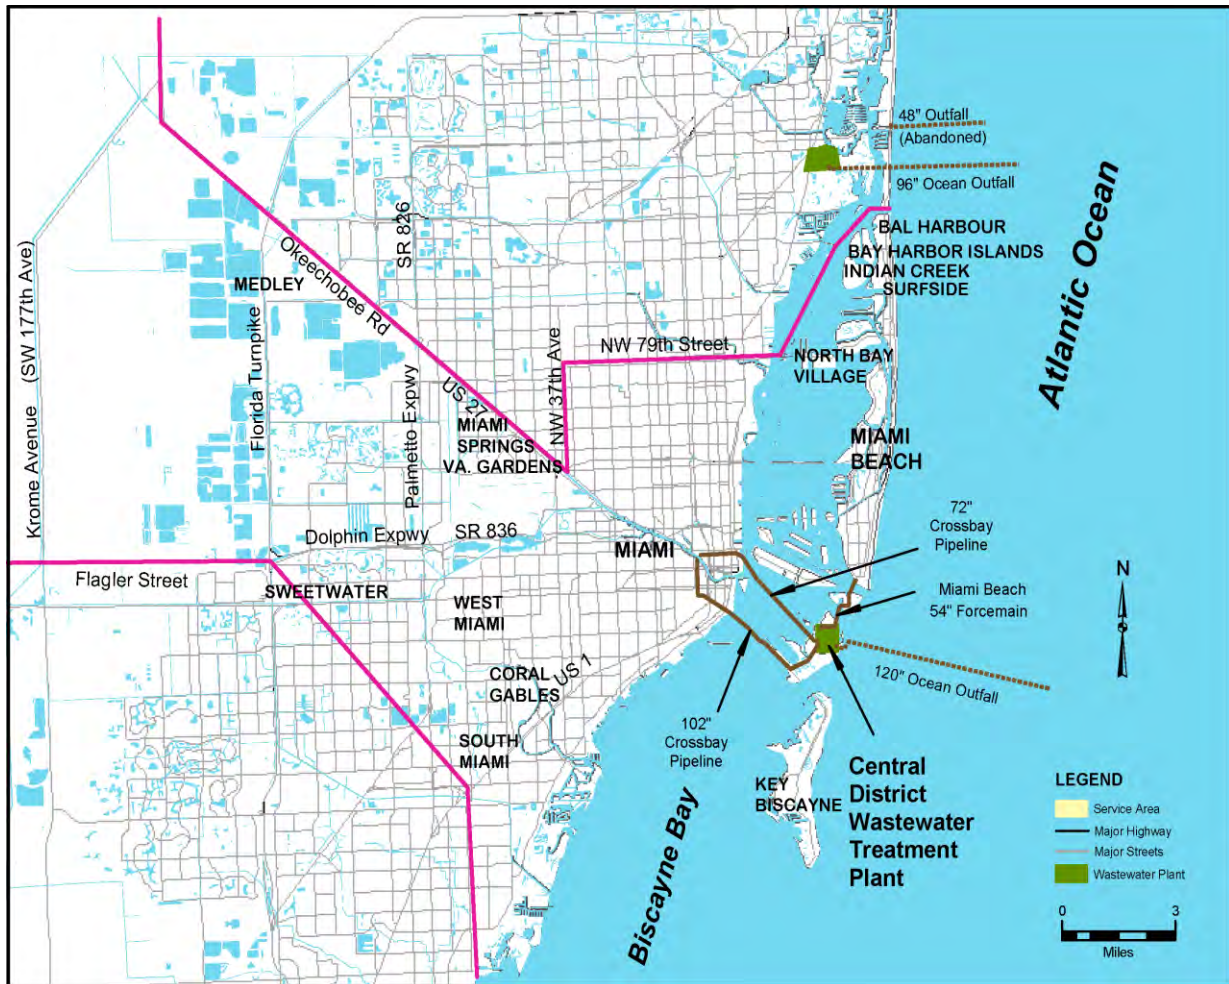 48" Outfall
(Abandoned)
96" Ocean Outfall
Atlantic Ocean
BAL HARBOUR
BAY HARBOR ISLANDS
INDIAN CREEK
SURFSIDE
SR 826
Okeechobee Rd
MEDLEY
Krome Avenue (SW 177th Ave)
Florida Turnpike
NW 79th Street
NW 37th Ave
NORTH BAY
VILLAGE
US 27
Palmetto Expwy
MIAMI
SPRINGS
VA. GARDENS
MIAMI
BEACH
72"
Crossbay
Pipeline
Dolphin Expwy
SR 836
MIAMI
Flagler Street
SWEETWATER
WEST
MIAMI
Miami Beach
54" Forcemain
N
CORAL
GABLES
US 1
120" Ocean Outfall
102"
Crossbay
Pipeline
SOUTH
MIAMI
KEY
BISCAYNE
Central
District
Wastewater
Treatment
Plant
Biscayne Bay
LEGEND
Service Area
Major Highway
Major Streets
Wastewater Plant
0 3
Miles